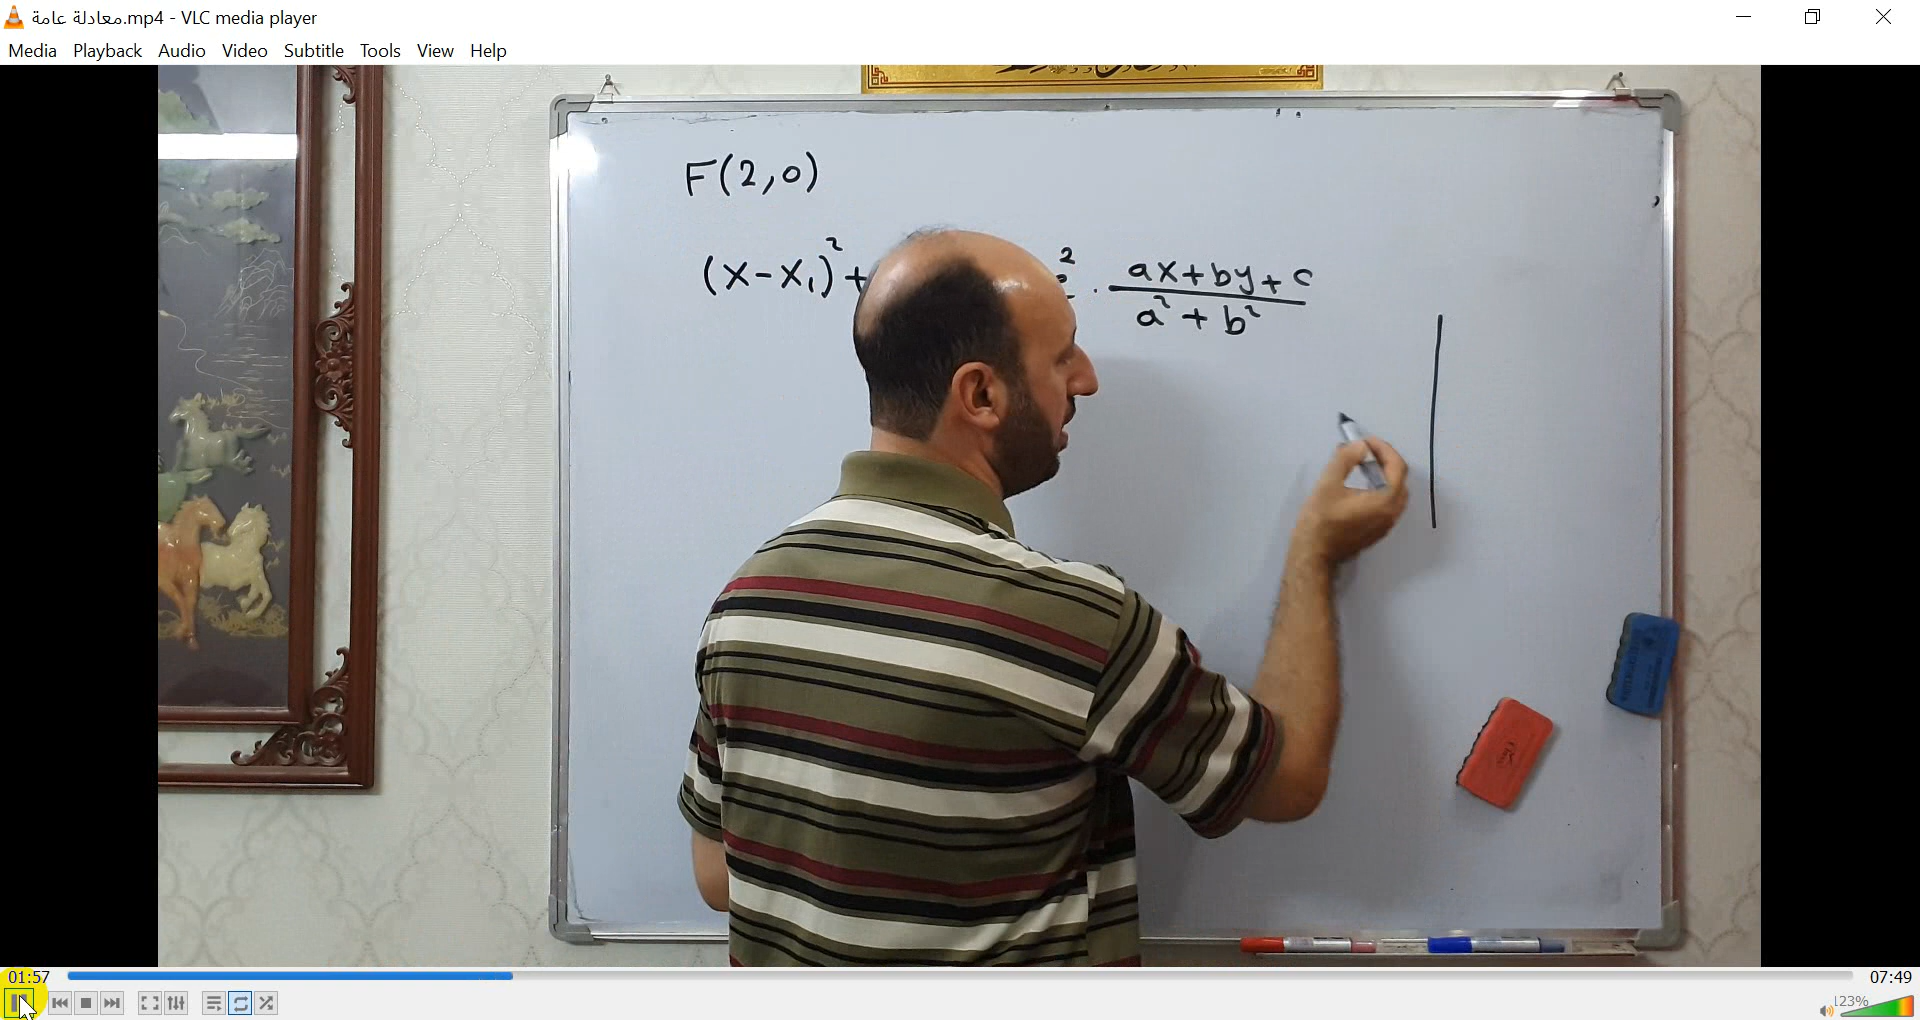 معادلة عامة.mp4 - VLC media player
Media Playback Audio Video Subtitle Tools View Help
F(2,0)
(x-x₁)²+
² · ax+by+c / a²+b²
01:57
07:49
123%